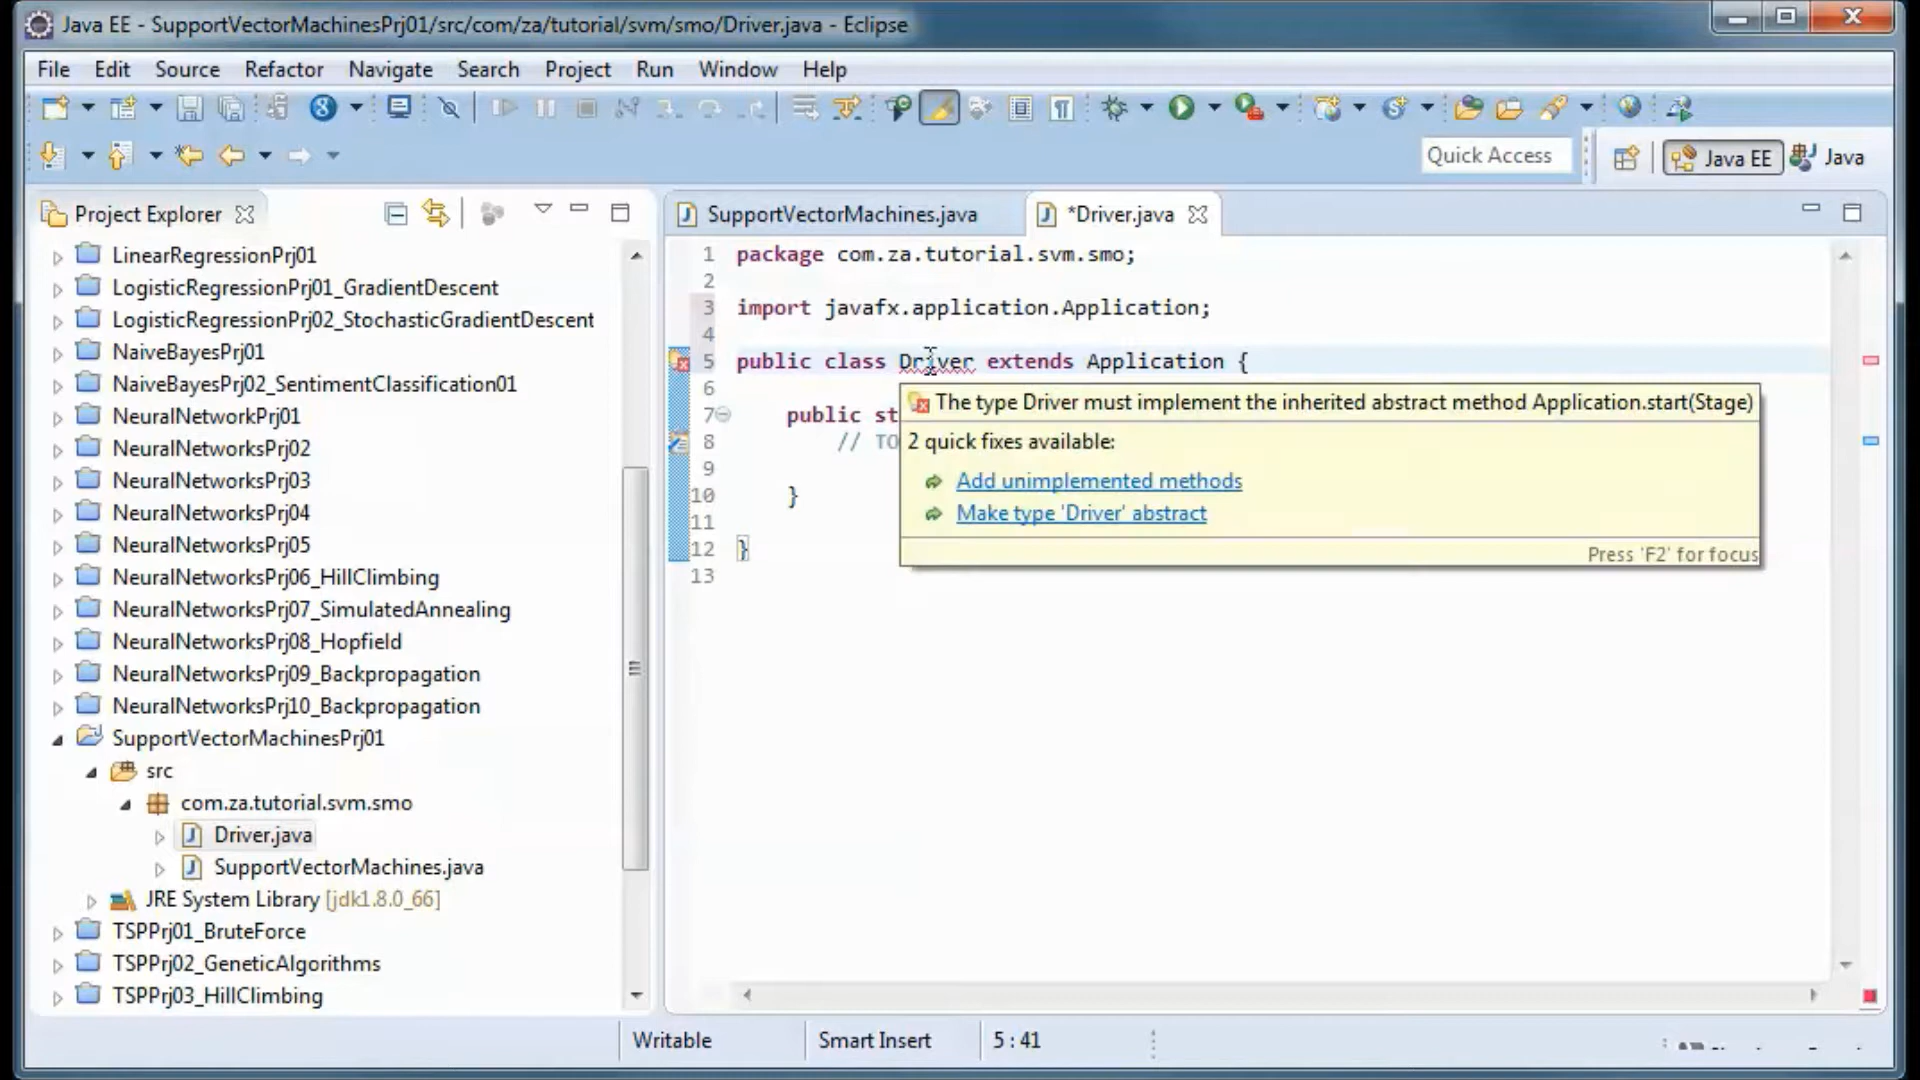 Java EE - SupportVectorMachinesPrj01/src/com/za/tutorial/svm/smo/Driver.java - Eclipse
File Edit Source Refactor Navigate Search Project Run Window Help
Quick Access Java EE Java
Project Explorer
LinearRegressionPrj01
LogisticRegressionPrj01_GradientDescent
LogisticRegressionPrj02_StochasticGradientDescent
NaiveBayesPrj01
NaiveBayesPrj02_SentimentClassification01
NeuralNetworkPrj01
NeuralNetworksPrj02
NeuralNetworksPrj03
NeuralNetworksPrj04
NeuralNetworksPrj05
NeuralNetworksPrj06_HillClimbing
NeuralNetworksPrj07_SimulatedAnnealing
NeuralNetworksPrj08_Hopfield
NeuralNetworksPrj09_Backpropagation
NeuralNetworksPrj10_Backpropagation
SupportVectorMachinesPrj01
src
com.za.tutorial.svm.smo
Driver.java
SupportVectorMachines.java
JRE System Library [jdk1.8.0_66]
TSPPrj01_BruteForce
TSPPrj02_GeneticAlgorithms
TSPPrj03_HillClimbing
SupportVectorMachines.java *Driver.java
1 package com.za.tutorial.svm.smo;
2
3 import javafx.application.Application;
4
5 public class Driver extends Application {
6
7 public st
8 // TO
9
10 }
11
12 }
13
The type Driver must implement the inherited abstract method Application.start(Stage)
2 quick fixes available:
Add unimplemented methods
Make type 'Driver' abstract
Press 'F2' for focus
Writable Smart Insert 5 : 41